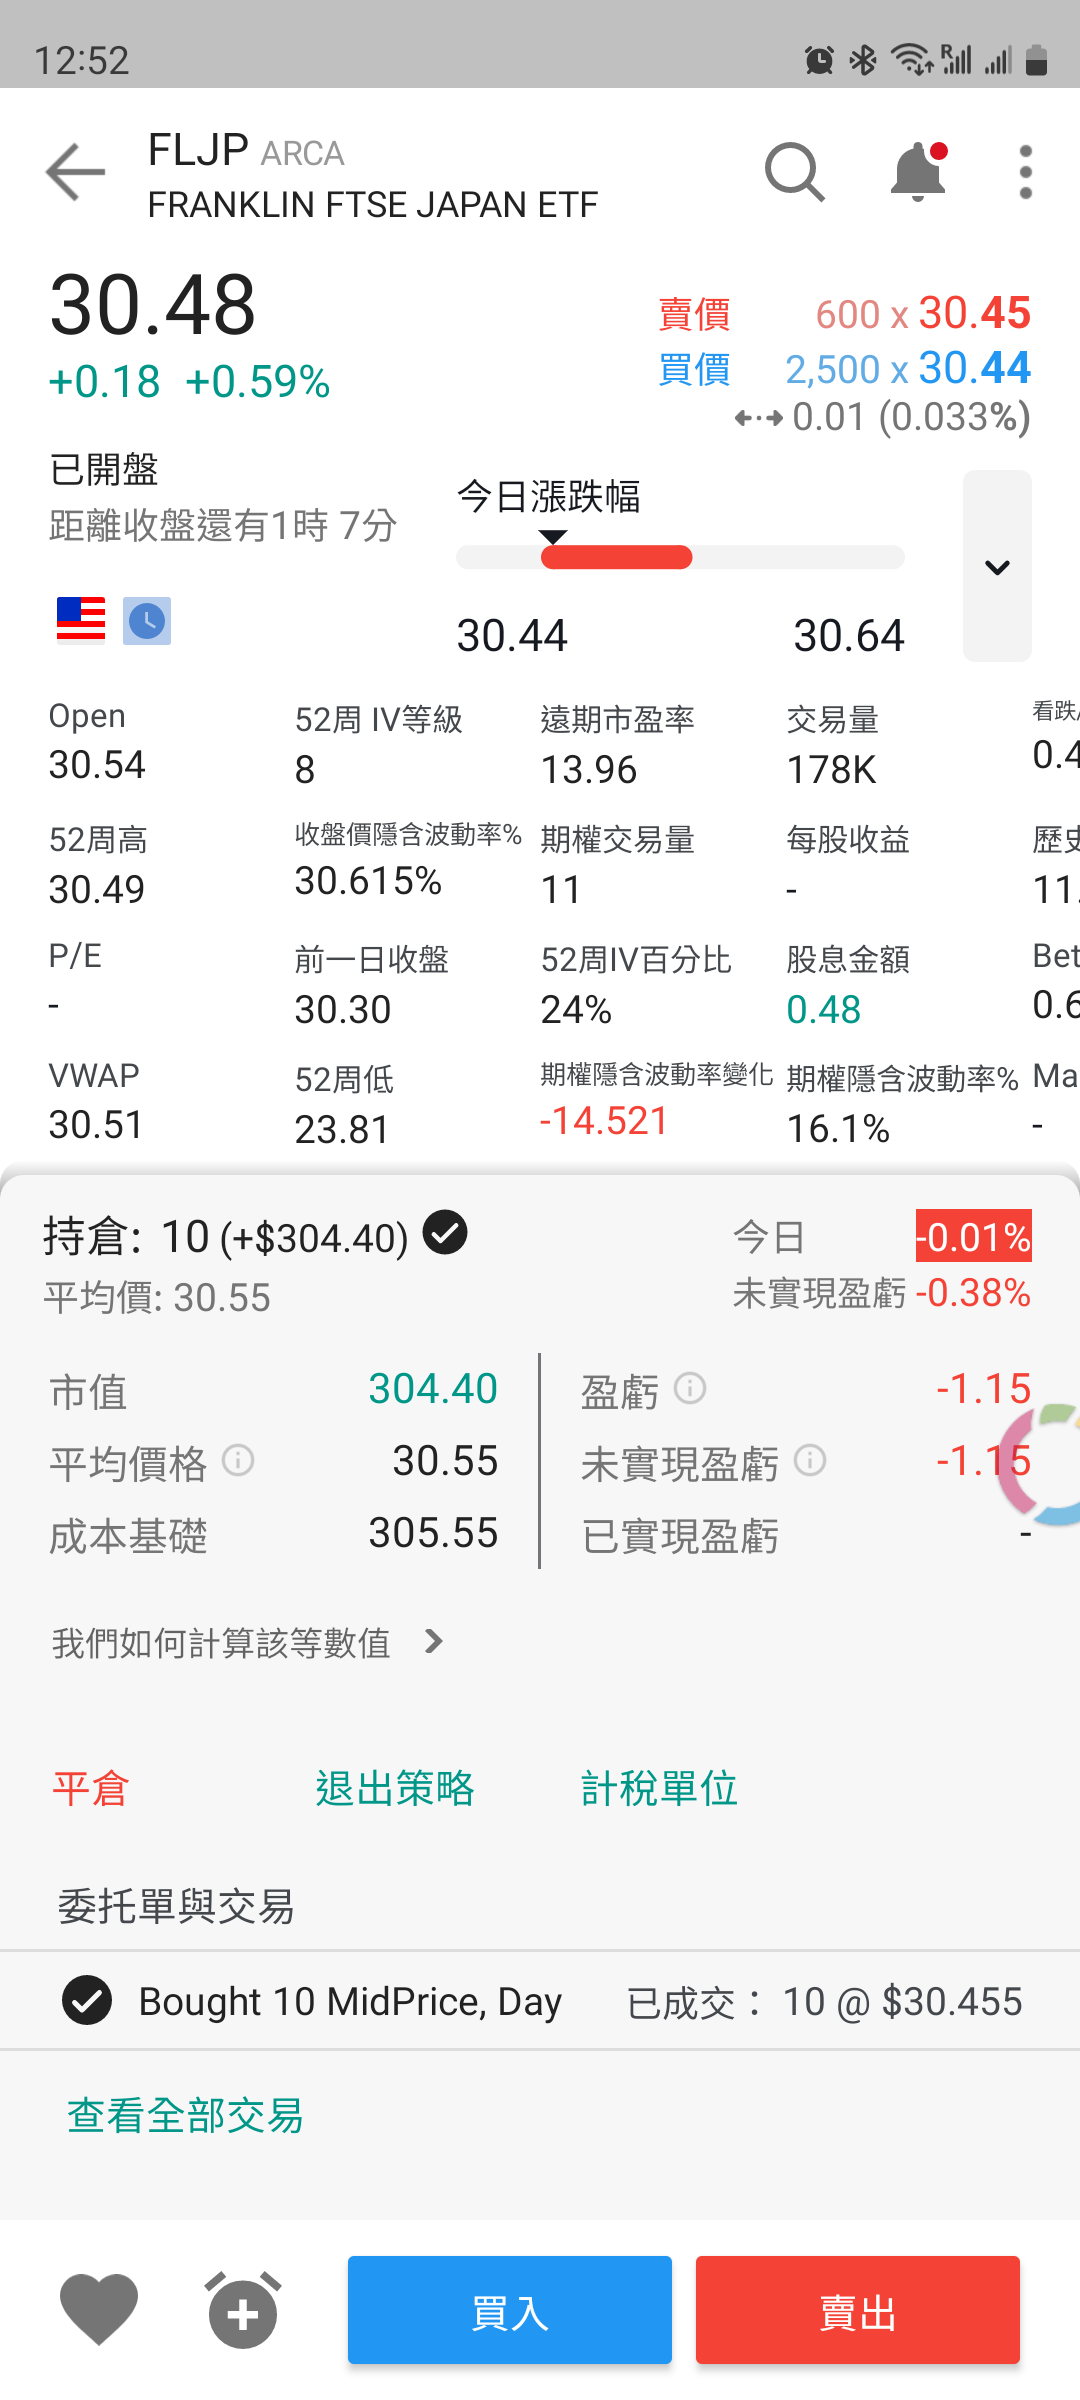 12:52
FLJP ARCA
FRANKLIN FTSE JAPAN ETF
30.48
+0.18 +0.59%
賣價 600 x 30.45
買價 2,500 x 30.44
0.01 (0.033%)
已開盤
距離收盤還有1時 7分
今日漲跌幅
30.44 30.64
Open 52周 IV等級 遠期市盈率 交易量 看跌/
30.54 8 13.96 178K 0.4
52周高 收盤價隱含波動率% 期權交易量 每股收益 歷史
30.49 30.615% 11 - 11.
P/E 前一日收盤 52周IV百分比 股息金額 Bet
- 30.30 24% 0.48 0.6
VWAP 52周低 期權隱含波動率變化 期權隱含波動率% Ma
30.51 23.81 -14.521 16.1% -
持倉: 10 (+$304.40) 今日 -0.01%
平均價: 30.55 未實現盈虧 -0.38%
市值 304.40 盈虧 -1.15
平均價格 30.55 未實現盈虧 -1.15
成本基礎 305.55 已實現盈虧 -
我們如何計算該等數值
平倉 退出策略 計稅單位
委托單與交易
Bought 10 MidPrice, Day 已成交： 10 @ $30.455
查看全部交易
買入 賣出